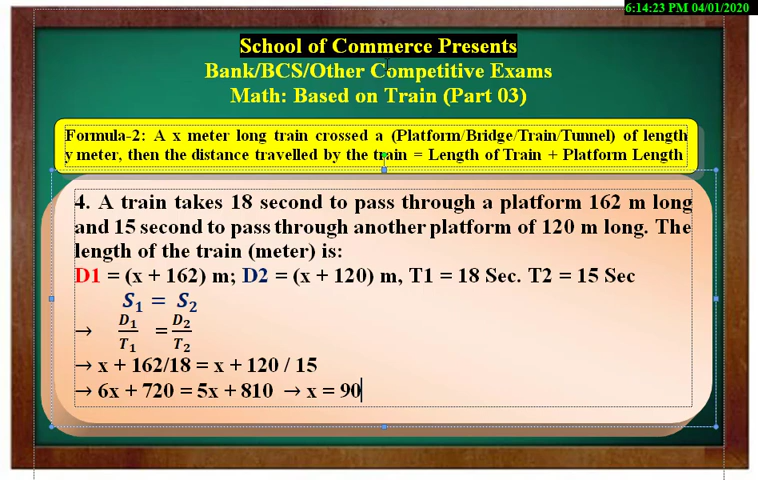 6:14:23 PM 04/01/2020
School of Commerce Presents
Bank/BCS/Other Competitive Exams
Math: Based on Train (Part 03)
Formula-2: A x meter long train crossed a (Platform/Bridge/Train/Tunnel) of length
y meter, then the distance travelled by the train = Length of Train + Platform Length
4. A train takes 18 second to pass through a platform 162 m long
and 15 second to pass through another platform of 120 m long. The
length of the train (meter) is:
D1 = (x + 162) m; D2 = (x + 120) m, T1 = 18 Sec. T2 = 15 Sec
S₁ = S₂
→ D₁/T₁ = D₂/T₂
→ x + 162/18 = x + 120 / 15
→ 6x + 720 = 5x + 810 → x = 90